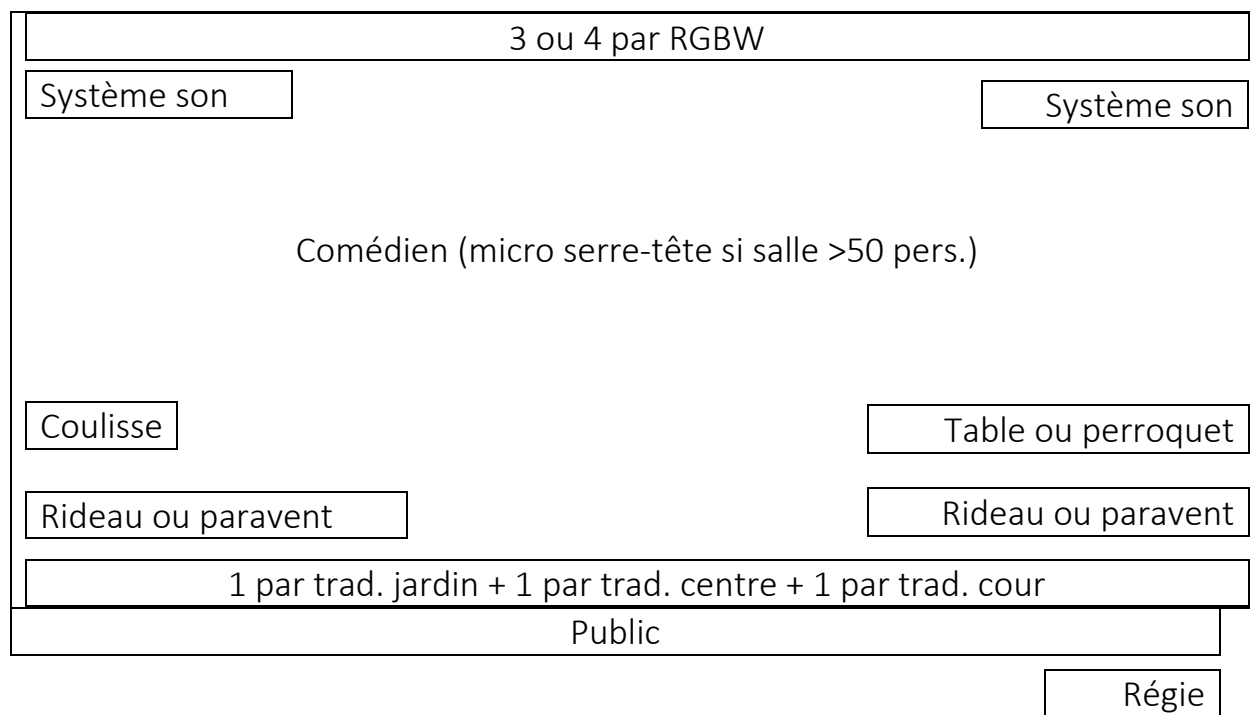 3 ou 4 par RGBW
Système son
Système son
Comédien (micro serre-tête si salle >50 pers.)
Coulisse
Table ou perroquet
Rideau ou paravent
Rideau ou paravent
1 par trad. jardin + 1 par trad. centre + 1 par trad. cour
Public
Régie